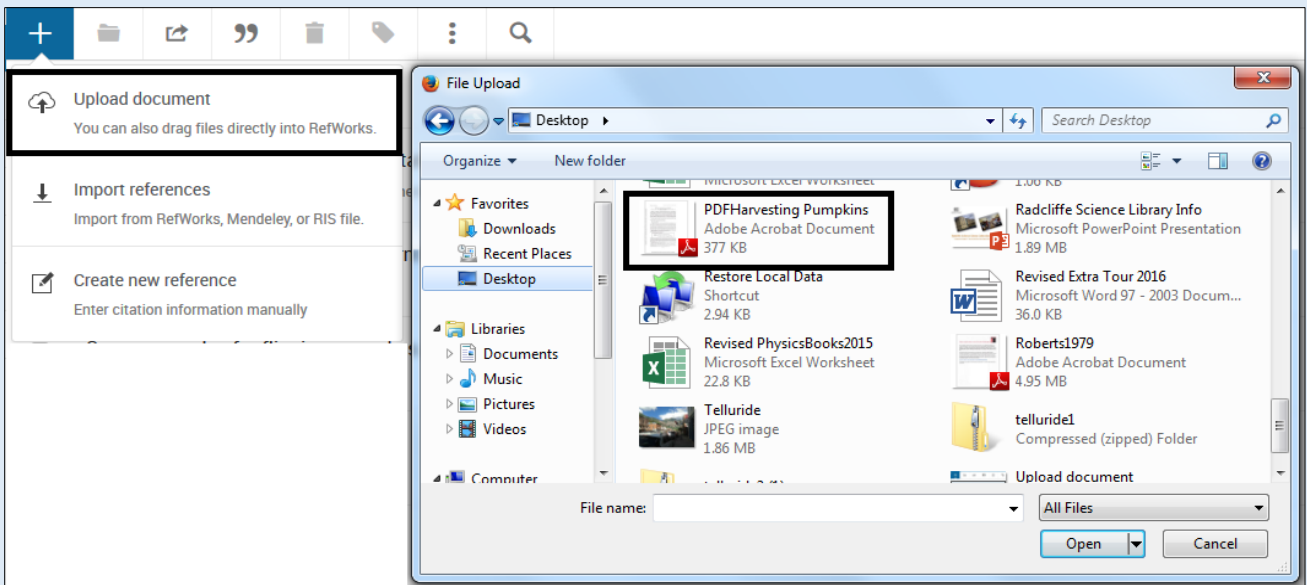 Upload document
You can also drag files directly into RefWorks.
Import references
Import from RefWorks, Mendeley, or RIS file.
Create new reference
Enter citation information manually
File Upload
Desktop
Search Desktop
Organize
New folder
Favorites
Downloads
Recent Places
Desktop
Libraries
Documents
Music
Pictures
Videos
Computer
Microsoft Excel Worksheet
1.06 KB
PDFHarvesting Pumpkins
Adobe Acrobat Document
377 KB
Radcliffe Science Library Info
Microsoft PowerPoint Presentation
1.89 MB
Restore Local Data
Shortcut
2.94 KB
Revised Extra Tour 2016
Microsoft Word 97 - 2003 Docum...
36.0 KB
Revised PhysicsBooks2015
Microsoft Excel Worksheet
22.8 KB
Roberts1979
Adobe Acrobat Document
4.95 MB
Telluride
JPEG image
1.86 MB
telluride1
Compressed (zipped) Folder
Upload document
File name:
All Files
Open
Cancel